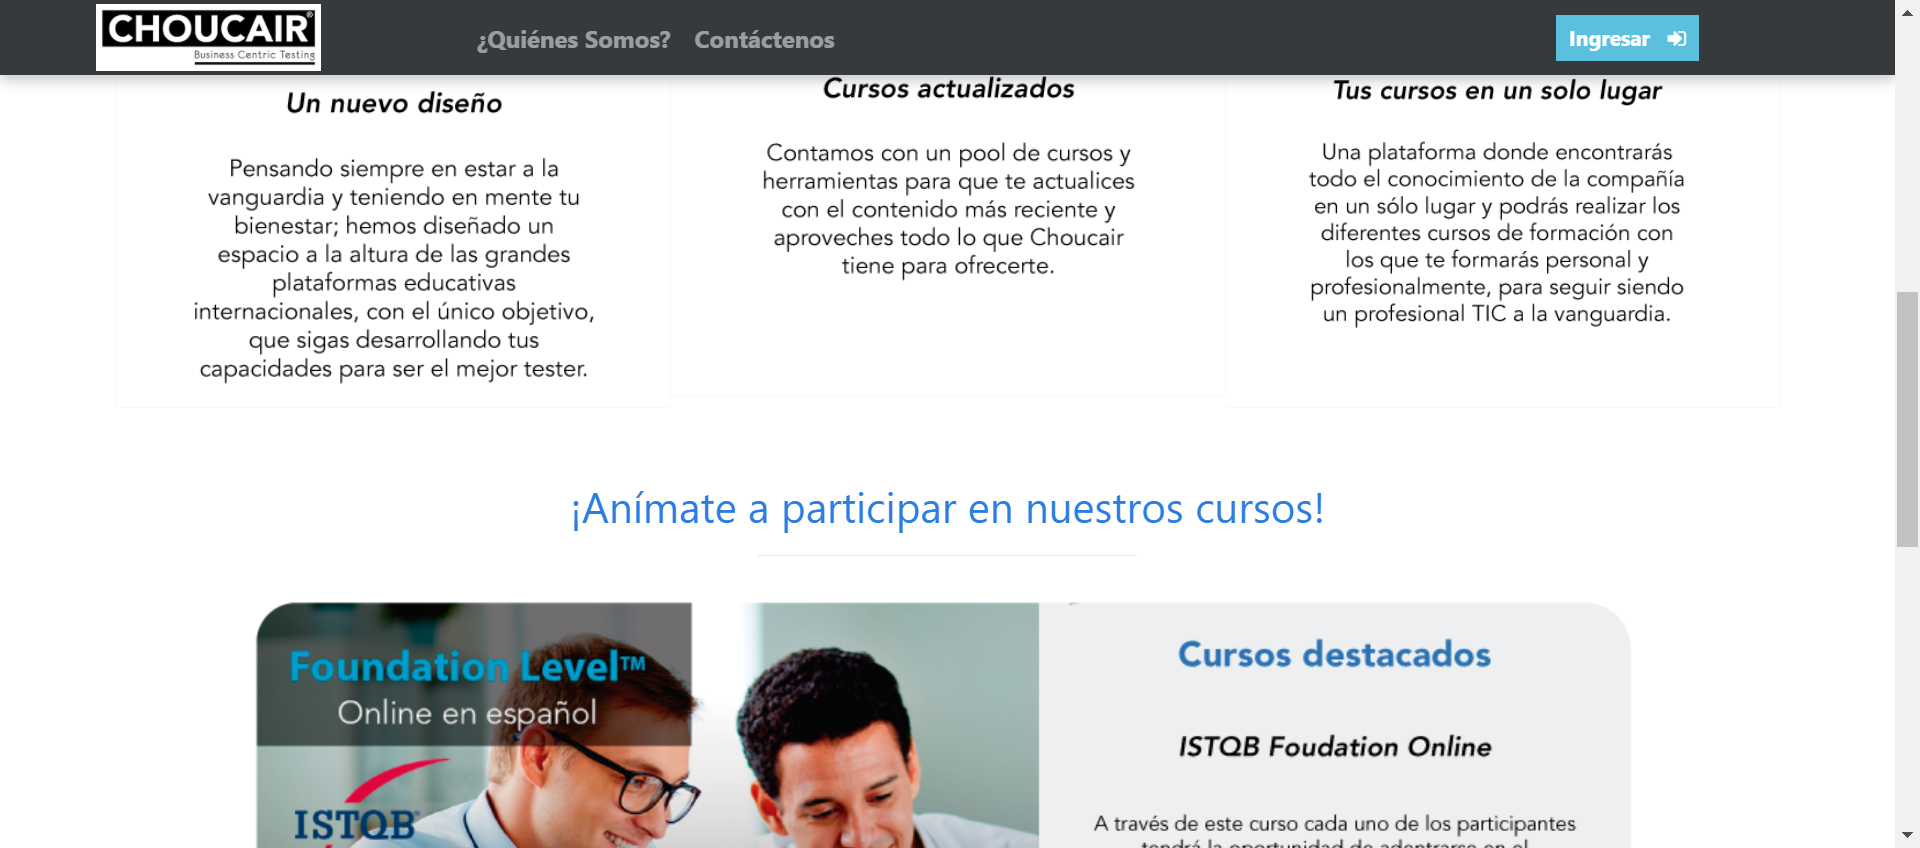 CHOUCAIR®
Business Centric Testing
¿Quiénes Somos?
Contáctenos
Ingresar
Un nuevo diseño
Pensando siempre en estar a la
vanguardia y teniendo en mente tu
bienestar; hemos diseñado un
espacio a la altura de las grandes
plataformas educativas
internacionales, con el único objetivo,
que sigas desarrollando tus
capacidades para ser el mejor tester.
Cursos actualizados
Contamos con un pool de cursos y
herramientas para que te actualices
con el contenido más reciente y
aproveches todo lo que Choucair
tiene para ofrecerte.
Tus cursos en un solo lugar
Una plataforma donde encontrarás
todo el conocimiento de la compañía
en un sólo lugar y podrás realizar los
diferentes cursos de formación con
los que te formarás personal y
profesionalmente, para seguir siendo
un profesional TIC a la vanguardia.
¡Anímate a participar en nuestros cursos!
Foundation Level™
Online en español
ISTQB®
Cursos destacados
ISTQB Foudation Online
A través de este curso cada uno de los participantes
tendrá la oportunidad de adentrarse en el